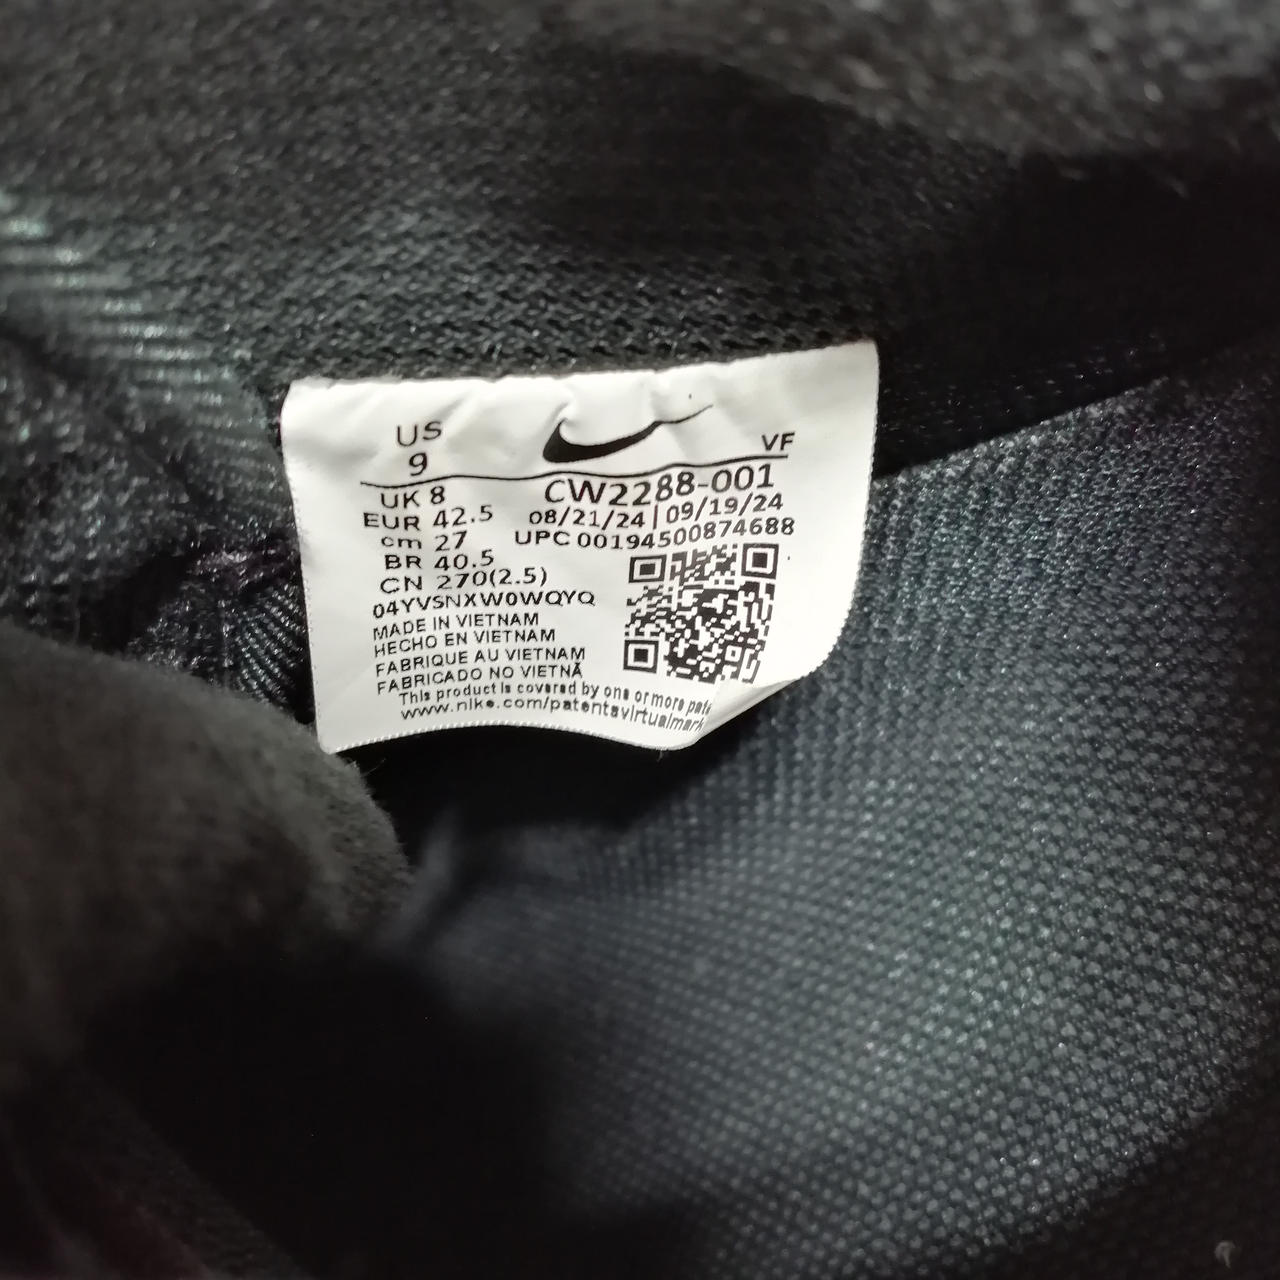 US
9
VF
UK 8
EUR 42.5
cm 27
BR 40.5
CN 270(2.5)
CW2288-001
08/21/24 | 09/19/24
UPC 00194500874688
04YVSNXW0WQYQ
MADE IN VIETNAM
HECHO EN VIETNAM
FABRIQUE AU VIETNAM
FABRICADO NO VIETNÃ
This product is covered by one or more pate
www.nike.com/patentsvirtualmark